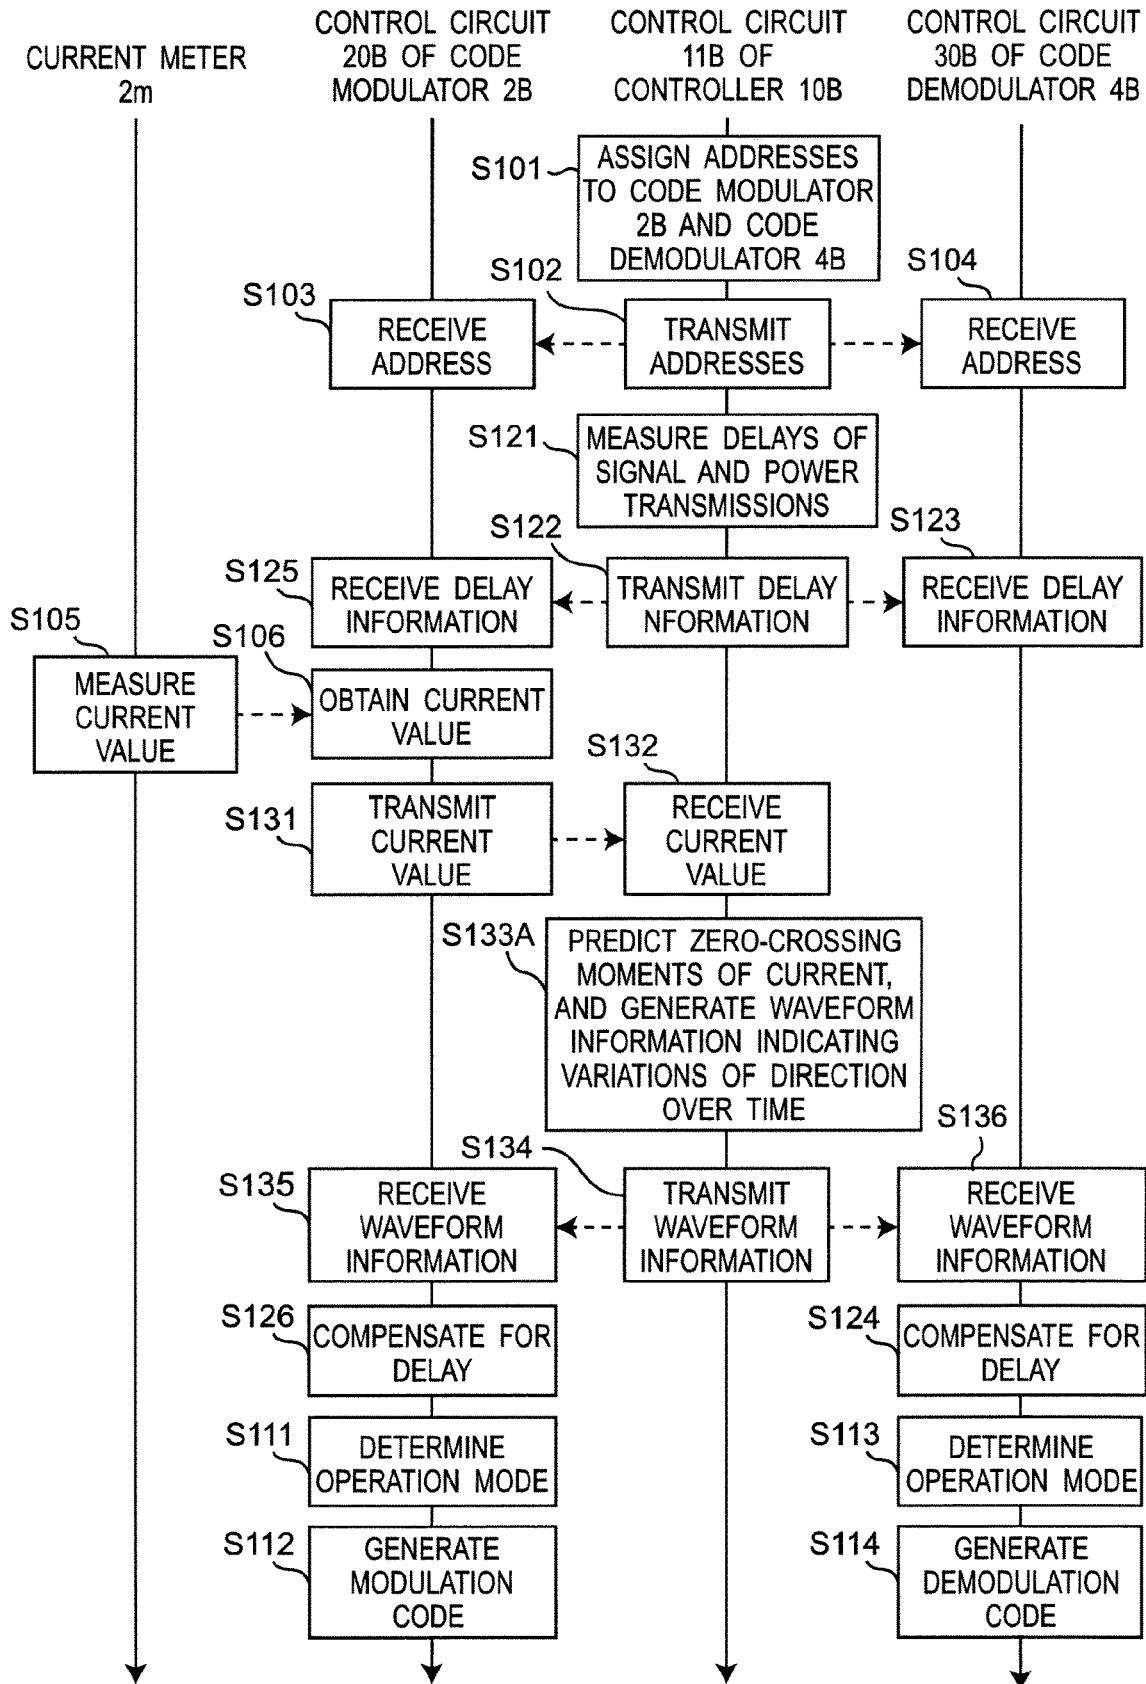 CURRENT METER
2m
CONTROL CIRCUIT
20B OF CODE
MODULATOR 2B
CONTROL CIRCUIT
11B OF
CONTROLLER 10B
CONTROL CIRCUIT
30B OF CODE
DEMODULATOR 4B
S101
ASSIGN ADDRESSES
TO CODE MODULATOR
2B AND CODE
DEMODULATOR 4B
S103
RECEIVE
ADDRESS
S102
TRANSMIT
ADDRESSES
S104
RECEIVE
ADDRESS
S121
MEASURE DELAYS OF
SIGNAL AND POWER
TRANSMISSIONS
S125
RECEIVE DELAY
INFORMATION
S122
TRANSMIT DELAY
NFORMATION
S123
RECEIVE DELAY
INFORMATION
S105
MEASURE
CURRENT
VALUE
S106
OBTAIN CURRENT
VALUE
S131
TRANSMIT
CURRENT
VALUE
S132
RECEIVE
CURRENT
VALUE
S133A
PREDICT ZERO-CROSSING
MOMENTS OF CURRENT,
AND GENERATE WAVEFORM
INFORMATION INDICATING
VARIATIONS OF DIRECTION
OVER TIME
S135
RECEIVE
WAVEFORM
INFORMATION
S134
TRANSMIT
WAVEFORM
INFORMATION
S136
RECEIVE
WAVEFORM
INFORMATION
S126
COMPENSATE FOR
DELAY
S124
COMPENSATE FOR
DELAY
S111
DETERMINE
OPERATION MODE
S113
DETERMINE
OPERATION MODE
S112
GENERATE
MODULATION
CODE
S114
GENERATE
DEMODULATION
CODE